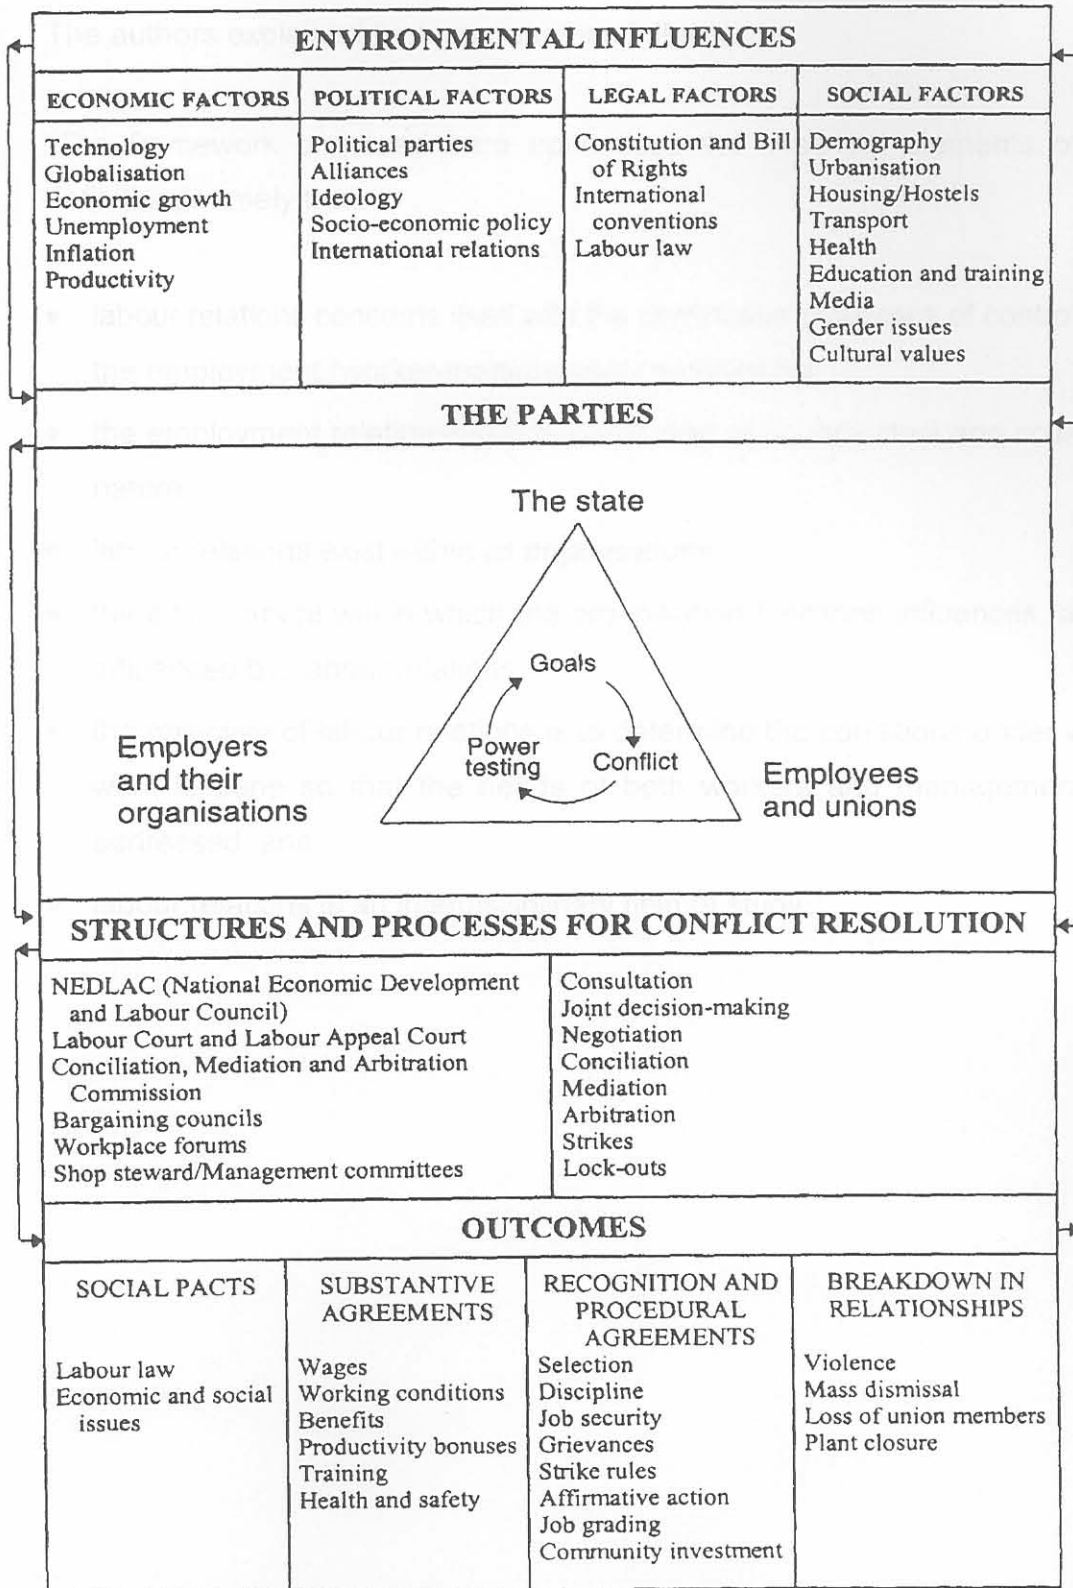 ENVIRONMENTAL INFLUENCES
ECONOMIC FACTORS
Technology
Globalisation
Economic growth
Unemployment
Inflation
Productivity
POLITICAL FACTORS
Political parties
Alliances
Ideology
Socio-economic policy
International relations
LEGAL FACTORS
Constitution and Bill
of Rights
International
conventions
Labour law
SOCIAL FACTORS
Demography
Urbanisation
Housing/Hostels
Transport
Health
Education and training
Media
Gender issues
Cultural values
THE PARTIES
The state
Goals
Power
testing
Conflict
Employers
and their
organisations
Employees
and unions
STRUCTURES AND PROCESSES FOR CONFLICT RESOLUTION
NEDLAC (National Economic Development
and Labour Council)
Labour Court and Labour Appeal Court
Conciliation, Mediation and Arbitration
Commission
Bargaining councils
Workplace forums
Shop steward/Management committees
Consultation
Joint decision-making
Negotiation
Conciliation
Mediation
Arbitration
Strikes
Lock-outs
OUTCOMES
SOCIAL PACTS
Labour law
Economic and social
issues
SUBSTANTIVE
AGREEMENTS
Wages
Working conditions
Benefits
Productivity bonuses
Training
Health and safety
RECOGNITION AND
PROCEDURAL
AGREEMENTS
Selection
Discipline
Job security
Grievances
Strike rules
Affirmative action
Job grading
Community investment
BREAKDOWN IN
RELATIONSHIPS
Violence
Mass dismissal
Loss of union members
Plant closure